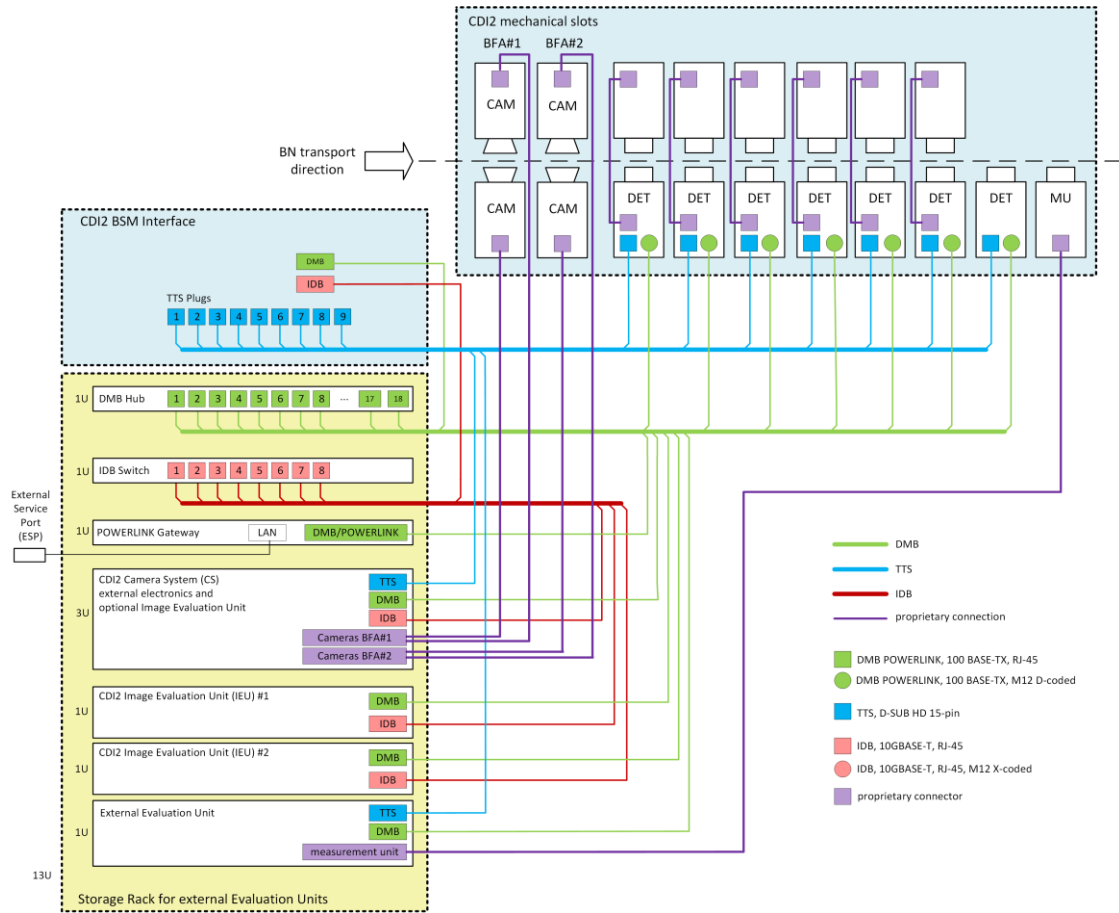 CDI2 mechanical slots
BFA#1 BFA#2
CAM CAM
BN transport
direction
CAM CAM DET DET DET DET DET DET DET MU
CDI2 BSM Interface
DMB
IDB
TTS Plugs
1 2 3 4 5 6 7 8 9
1U DMB Hub 1 2 3 4 5 6 7 8 ... 17 18
1U IDB Switch 1 2 3 4 5 6 7 8
External
Service
Port
(ESP)
1U POWERLINK Gateway LAN DMB/POWERLINK
CDI2 Camera System (CS)
external electronics and
optional Image Evaluation Unit
3U
TTS
DMB
IDB
Cameras BFA#1
Cameras BFA#2
CDI2 Image Evaluation Unit (IEU) #1
1U
DMB
IDB
CDI2 Image Evaluation Unit (IEU) #2
1U
DMB
IDB
External Evaluation Unit
1U
TTS
DMB
measurement unit
13U
Storage Rack for external Evaluation Units
DMB
TTS
IDB
proprietary connection
DMB POWERLINK, 100 BASE-TX, RJ-45
DMB POWERLINK, 100 BASE-TX, M12 D-coded
TTS, D-SUB HD 15-pin
IDB, 10GBASE-T, RJ-45
IDB, 10GBASE-T, RJ-45, M12 X-coded
proprietary connector